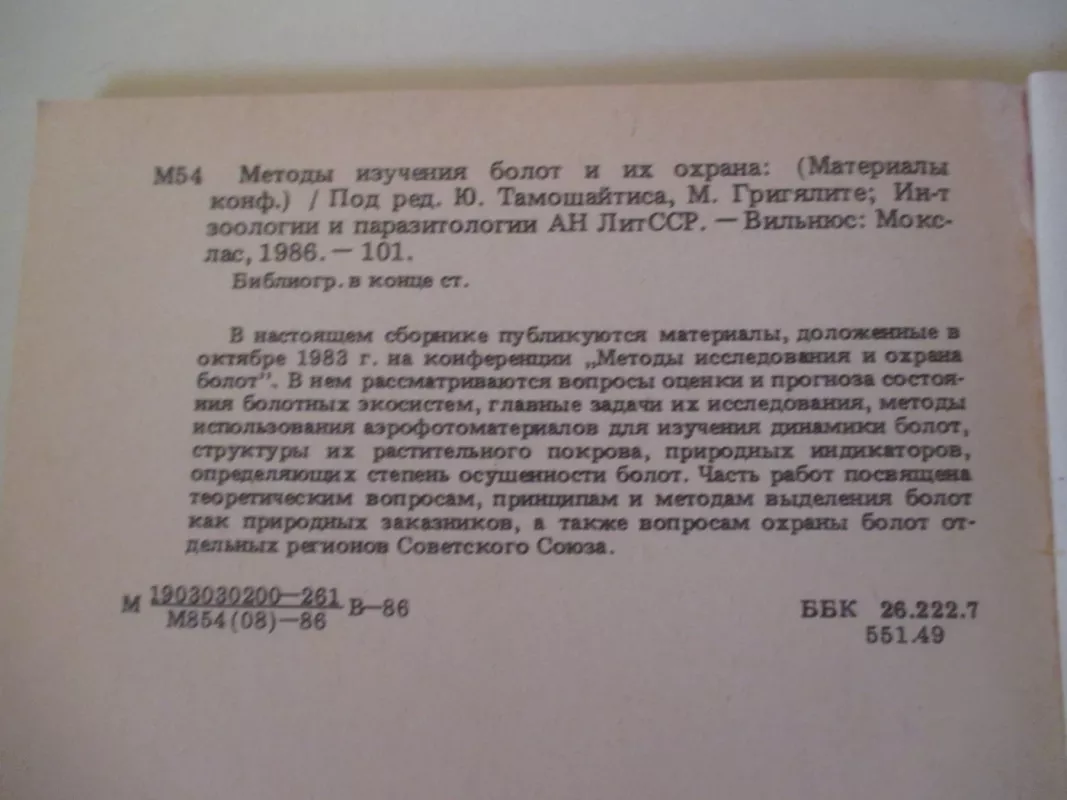 М54 Методы изучения болот и их охрана: (Материалы
конф.) / Под ред. Ю. Тамошайтиса, М. Григялите; Ин-т
зоологии и паразитологии АН ЛитССР. — Вильнюс: Мокс-
лас, 1986. — 101.
Библиогр. в конце ст.
В настоящем сборнике публикуются материалы, доложенные в
октябре 1983 г. на конференции „Методы исследования и охрана
болот". В нем рассматриваются вопросы оценки и прогноза состоя-
ния болотных экосистем, главные задачи их исследования, методы
использования аэрофотоматериалов для изучения динамики болот,
структуры их растительного покрова, природных индикаторов,
определяющих степень осушенности болот. Часть работ посвящена
теоретическим вопросам, принципам и методам выделения болот
как природных заказников, а также вопросам охраны болот от-
дельных регионов Советского Союза.
М 1903030200—261 В—86
М854(08)—86
ББК 26.222.7
551.49